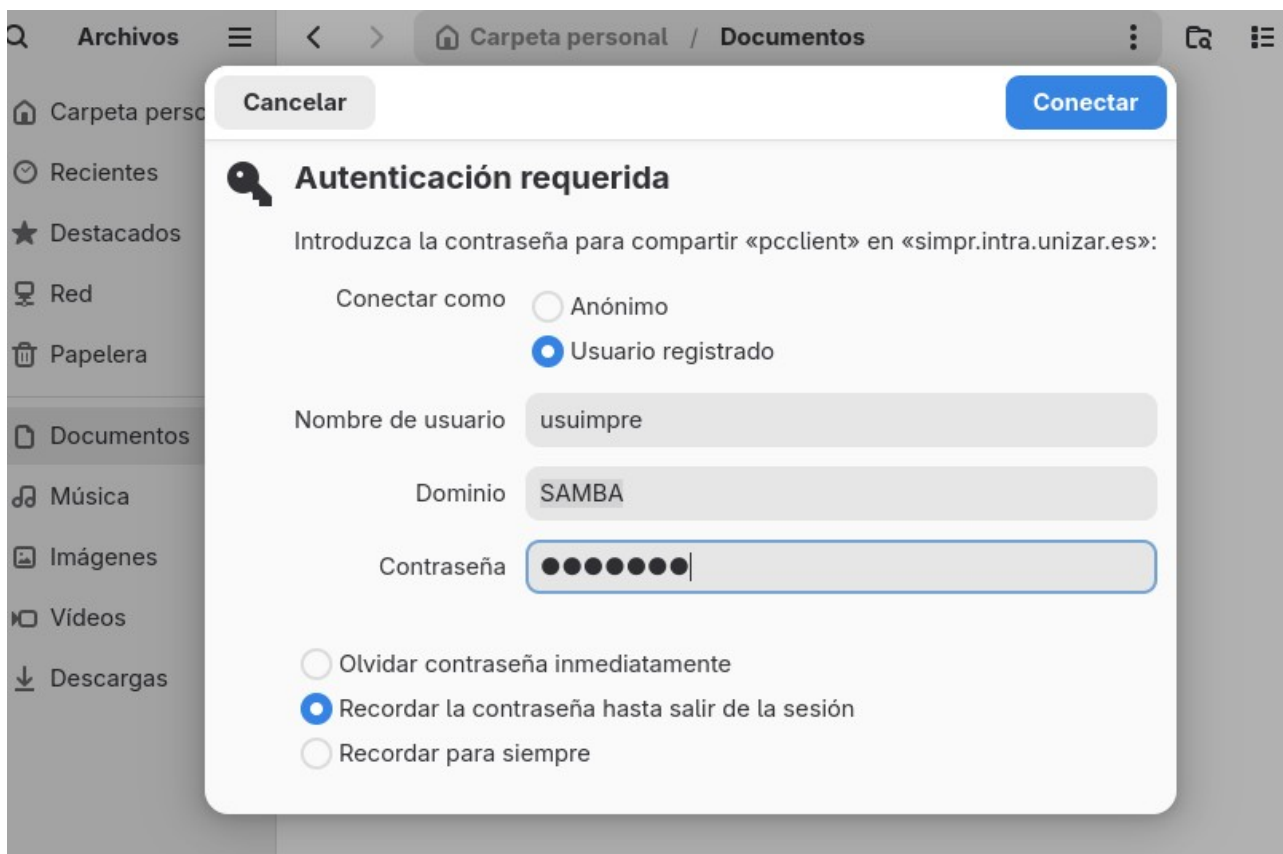 Archivos
Carpeta personal / Documentos
Carpeta perso
Recientes
Destacados
Red
Papelera
Documentos
Música
Imágenes
Vídeos
Descargas
Cancelar
Conectar
Autenticación requerida
Introduzca la contraseña para compartir «pcclient» en «simpr.intra.unizar.es»:
Conectar como
Anónimo
Usuario registrado
Nombre de usuario usuimpre
Dominio SAMBA
Contraseña ●●●●●●●
Olvidar contraseña inmediatamente
Recordar la contraseña hasta salir de la sesión
Recordar para siempre